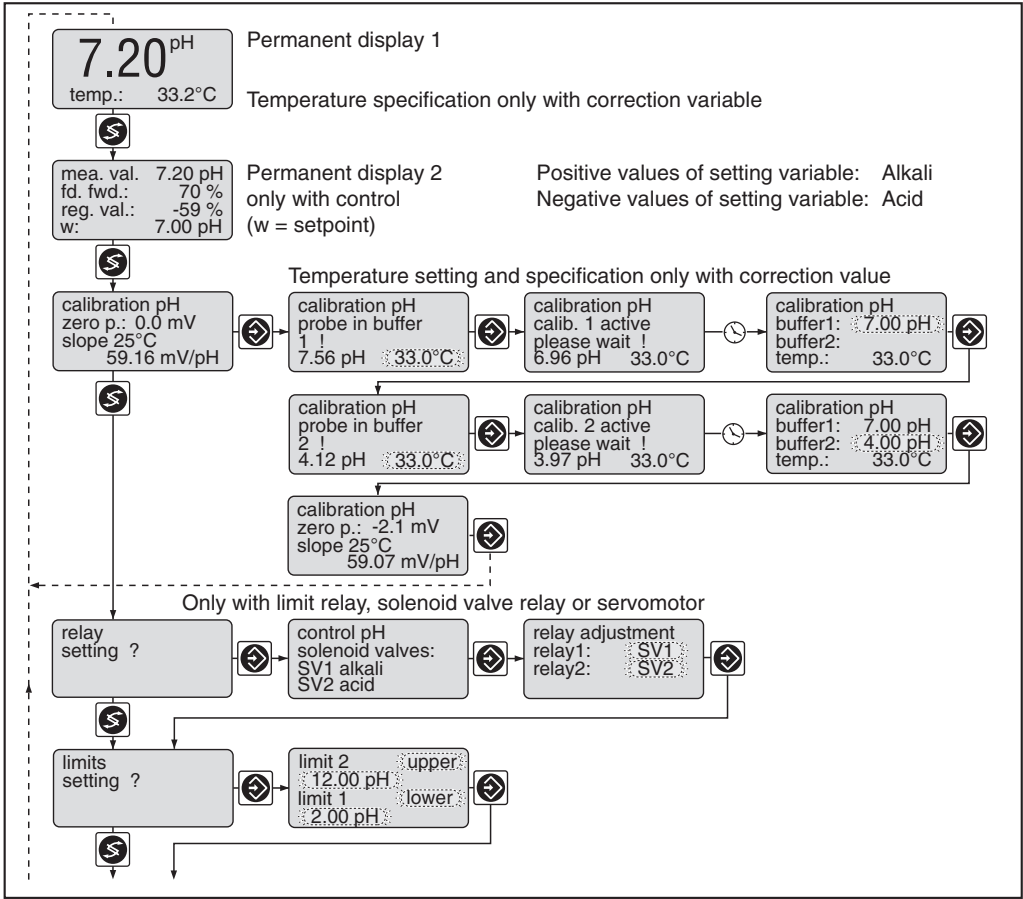 7.20 pH
temp.: 33.2°C
Permanent display 1
Temperature specification only with correction variable
mea. val. 7.20 pH
fd. fwd.: 70 %
reg. val.: -59 %
w: 7.00 pH
Permanent display 2
only with control
(w = setpoint)
Positive values of setting variable: Alkali
Negative values of setting variable: Acid
Temperature setting and specification only with correction value
calibration pH
zero p.: 0.0 mV
slope 25°C
59.16 mV/pH
calibration pH
probe in buffer
1 !
7.56 pH 33.0°C
calibration pH
calib. 1 active
please wait !
6.96 pH 33.0°C
calibration pH
buffer1: 7.00 pH
buffer2:
temp.: 33.0°C
calibration pH
probe in buffer
2 !
4.12 pH 33.0°C
calibration pH
calib. 2 active
please wait !
3.97 pH 33.0°C
calibration pH
buffer1: 7.00 pH
buffer2: 4.00 pH
temp.: 33.0°C
calibration pH
zero p.: -2.1 mV
slope 25°C
59.07 mV/pH
Only with limit relay, solenoid valve relay or servomotor
relay
setting ?
control pH
solenoid valves:
SV1 alkali
SV2 acid
relay adjustment
relay1: SV1
relay2: SV2
limits
setting ?
limit 2 upper
12.00 pH
limit 1 lower
2.00 pH